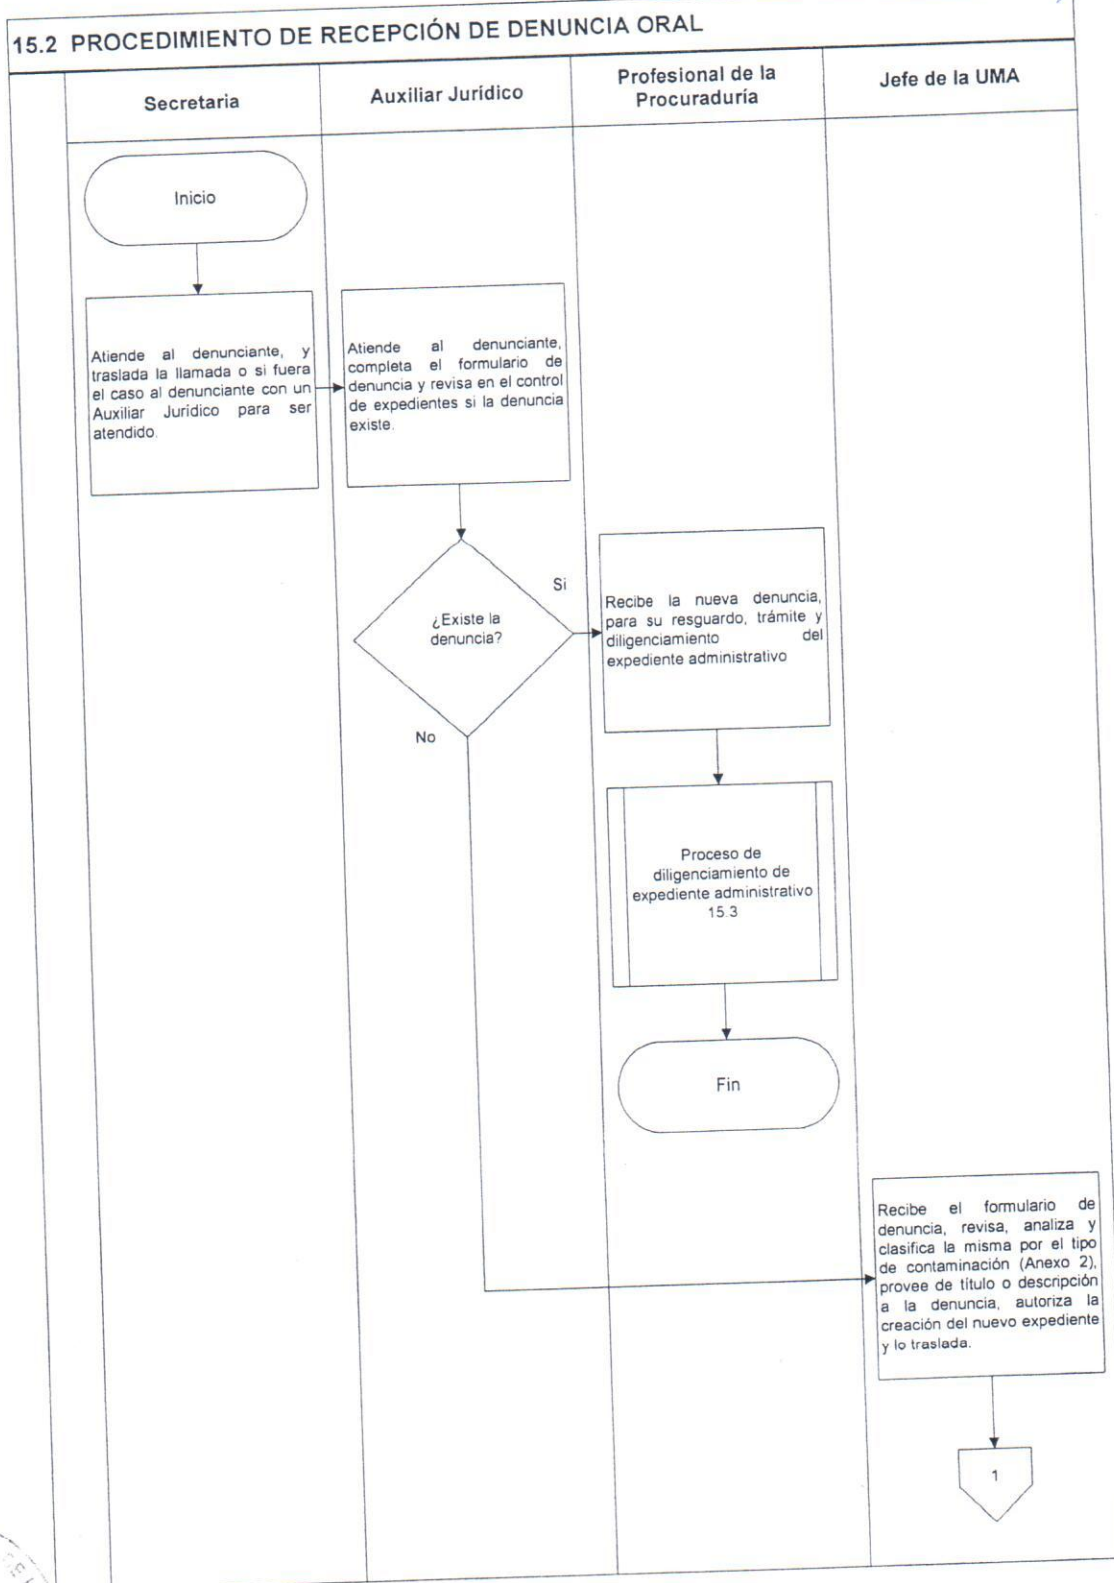 15.2 PROCEDIMIENTO DE RECEPCIÓN DE DENUNCIA ORAL
Secretaria
Auxiliar Jurídico
Profesional de la
Procuraduría
Jefe de la UMA
Inicio
Atiende al denunciante, y
traslada la llamada o si fuera
el caso al denunciante con un
Auxiliar Jurídico para ser
atendido.
Atiende al denunciante,
completa el formulario de
denuncia y revisa en el control
de expedientes si la denuncia
existe.
¿Existe la
denuncia?
Si
No
Recibe la nueva denuncia,
para su resguardo, trámite y
diligenciamiento del
expediente administrativo
Proceso de
diligenciamiento de
expediente administrativo
15.3
Fin
Recibe el formulario de
denuncia, revisa, analiza y
clasifica la misma por el tipo
de contaminación (Anexo 2),
provee de título o descripción
a la denuncia, autoriza la
creación del nuevo expediente
y lo traslada.
1